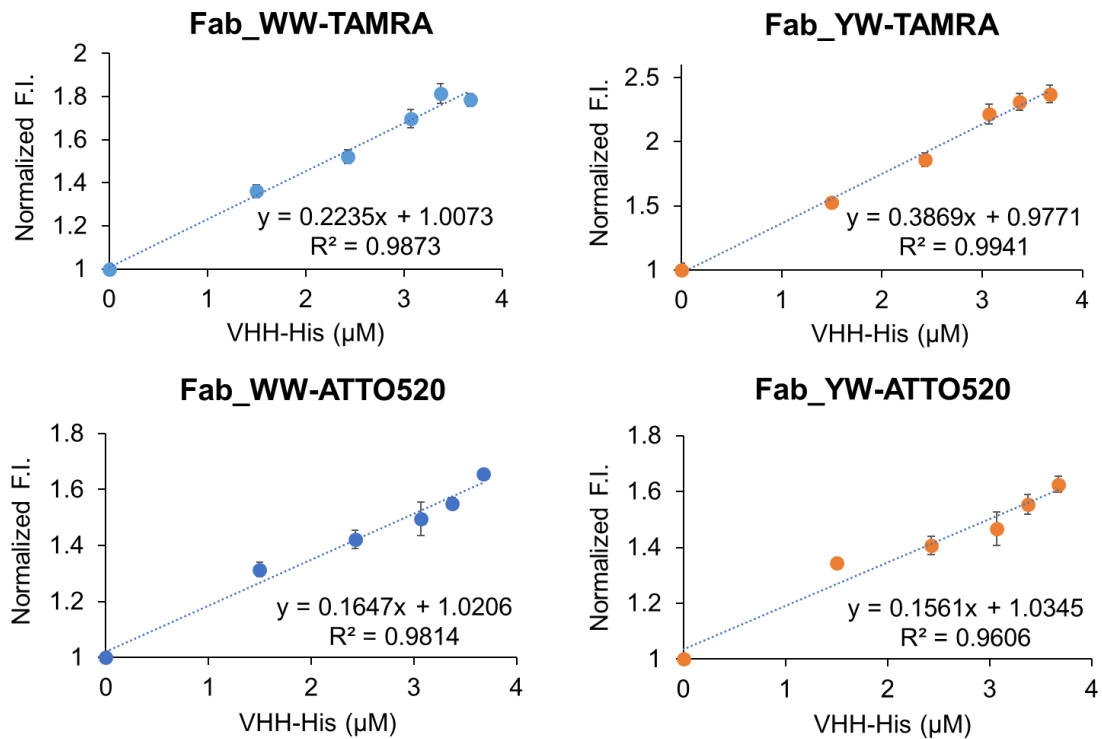 Fab_WW-TAMRA
Normalized F.I.
2
1.8
1.6
1.4
1.2
1
0 1 2 3 4
y = 0.2235x + 1.0073
R² = 0.9873
VHH-His (µM)
Fab_YW-TAMRA
Normalized F.I.
2.5
2
1.5
1
0 1 2 3 4
y = 0.3869x + 0.9771
R² = 0.9941
VHH-His (µM)
Fab_WW-ATTO520
Normalized F.I.
1.8
1.6
1.4
1.2
1
0 1 2 3 4
y = 0.1647x + 1.0206
R² = 0.9814
VHH-His (µM)
Fab_YW-ATTO520
Normalized F.I.
1.8
1.6
1.4
1.2
1
0 1 2 3 4
y = 0.1561x + 1.0345
R² = 0.9606
VHH-His (µM)